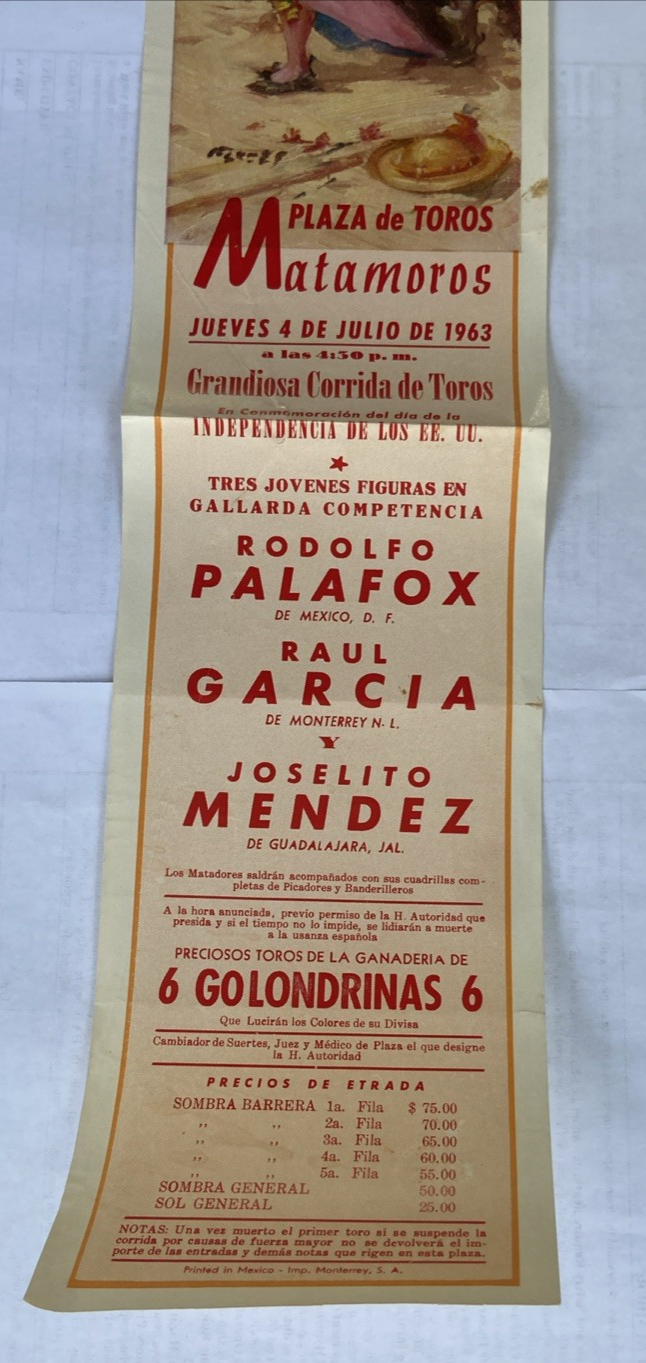 PLAZA de TOROS
Matamoros
JUEVES 4 DE JULIO DE 1963
a las 4:30 p. m.
Grandiosa Corrida de Toros
En Conmemoración del día de la
INDEPENDENCIA DE LOS EE. UU.
TRES JOVENES FIGURAS EN
GALLARDA COMPETENCIA
RODOLFO
PALAFOX
DE MEXICO, D. F.
RAUL
GARCIA
DE MONTERREY N. L.
Y
JOSELITO
MENDEZ
DE GUADALAJARA, JAL.
Los Matadores saldrán acompañados con sus cuadrillas com-
pletas de Picadores y Banderilleros
A la hora anunciada, previo permiso de la H. Autoridad que
presida y si el tiempo no lo impide, se lidiarán a muerte
a la usanza española
PRECIOSOS TOROS DE LA GANADERIA DE
6 GOLONDRINAS 6
Que Lucirán los Colores de su Divisa
Cambiador de Suertes, Juez y Médico de Plaza el que designe
la H. Autoridad
PRECIOS DE ETRADA
SOMBRA BARRERA 1a. Fila $ 75.00
,, ,, 2a. Fila 70.00
,, ,, 3a. Fila 65.00
,, ,, 4a. Fila 60.00
,, ,, 5a. Fila 55.00
SOMBRA GENERAL 50.00
SOL GENERAL 25.00
NOTAS: Una vez muerto el primer toro si se suspende la
corrida por causas de fuerza mayor no se devolverá el im-
porte de las entradas y demás notas que rigen en esta plaza.
Printed in Mexico - Imp. Monterrey, S. A.